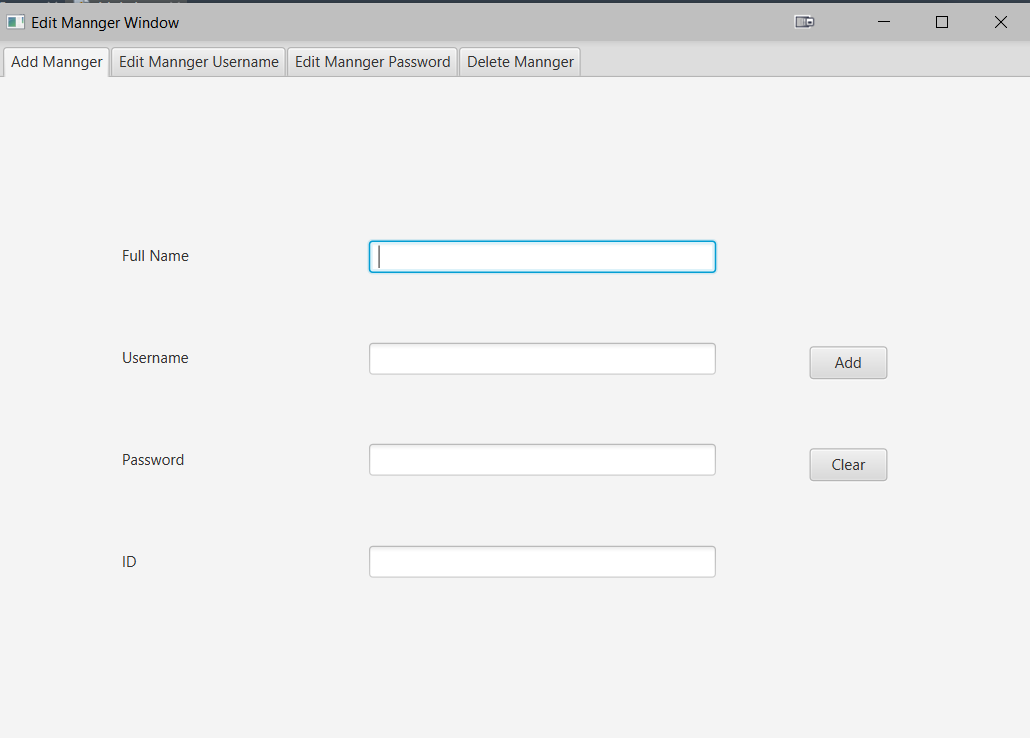 Edit Mannger Window
Add Mannger Edit Mannger Username Edit Mannger Password Delete Mannger
Full Name
Username
Add
Password
Clear
ID